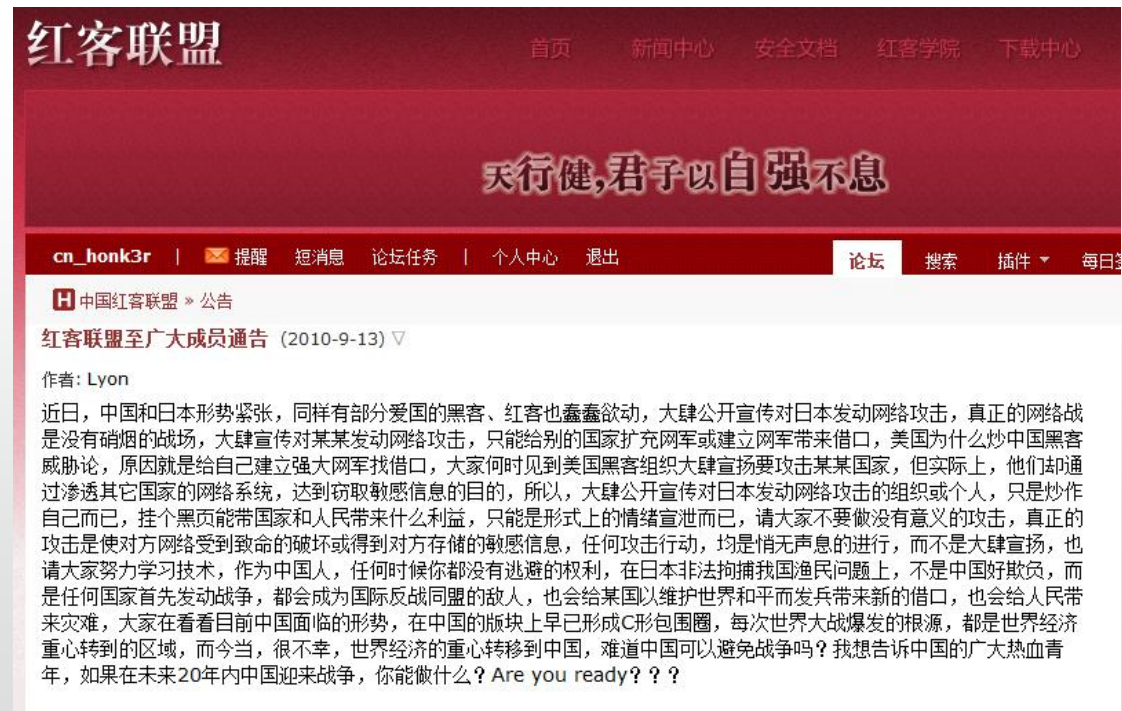 红客联盟
首页 新闻中心 安全文档 红客学院 下载中心
天行健,君子以自强不息
cn_honk3r | 提醒 短消息 论坛任务 | 个人中心 退出 论坛 搜索 插件 每日
H 中国红客联盟 » 公告
红客联盟至广大成员通告 (2010-9-13) ▽
作者: Lyon
近日，中国和日本形势紧张，同样有部分爱国的黑客、红客也蠢蠢欲动，大肆公开宣传对日本发动网络攻击，真正的网络战
是没有硝烟的战场，大肆宣传对某某发动网络攻击，只能给别的国家扩充网军或建立网军带来借口，美国为什么炒中国黑客
威胁论，原因就是给自己建立强大网军找借口，大家何时见到美国黑客组织大肆宣扬要攻击某某国家，但实际上，他们却通
过渗透其它国家的网络系统，达到窃取敏感信息的目的，所以，大肆公开宣传对日本发动网络攻击的组织或个人，只是炒作
自己而已，挂个黑页能带国家和人民带来什么利益，只能是形式上的情绪宣泄而已，请大家不要做没有意义的攻击，真正的
攻击是使对方网络受到致命的破坏或得到对方存储的敏感信息，任何攻击行动，均是悄无声息的进行，而不是大肆宣扬，也
请大家努力学习技术，作为中国人，任何时候你都没有逃避的权利，在日本非法拘捕我国渔民问题上，不是中国好欺负，而
是任何国家首先发动战争，都会成为国际反战同盟的敌人，也会给某国以维护世界和平而发兵带来新的借口，也会给人民带
来灾难，大家在看看目前中国面临的形势，在中国的版块上早已形成C形包围圈，每次世界大战爆发的根源，都是世界经济
重心转到的区域，而今当，很不幸，世界经济的重心转移到中国，难道中国可以避免战争吗？我想告诉中国的广大热血青
年，如果在未来20年内中国迎来战争，你能做什么？Are you ready？？？